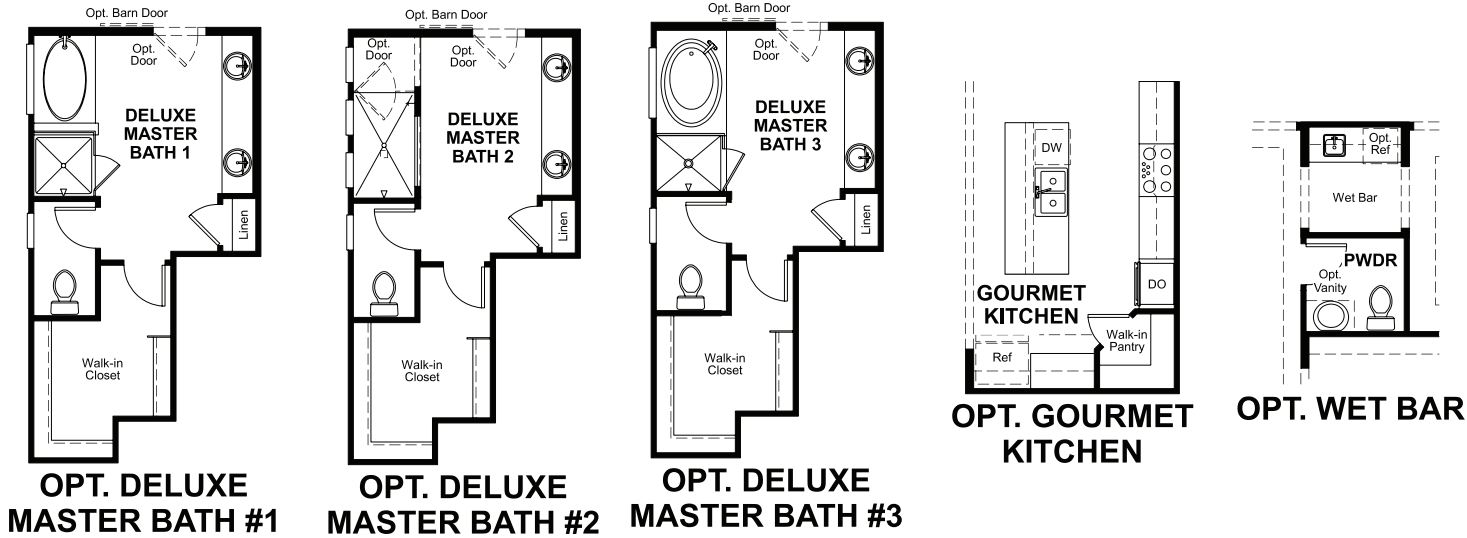 Opt. Barn Door
Opt.
Door
DELUXE
MASTER
BATH 1
Linen
Walk-in
Closet
OPT. DELUXE
MASTER BATH #1
Opt. Barn Door
Opt.
Door
Opt.
Door
DELUXE
MASTER
BATH 2
Linen
Walk-in
Closet
OPT. DELUXE
MASTER BATH #2
Opt. Barn Door
Opt.
Door
DELUXE
MASTER
BATH 3
Linen
Walk-in
Closet
OPT. DELUXE
MASTER BATH #3
DW
DO
GOURMET
KITCHEN
Walk-in
Pantry
Ref
OPT. GOURMET
KITCHEN
Opt.
Ref
Wet Bar
PWDR
Opt.
Vanity
OPT. WET BAR